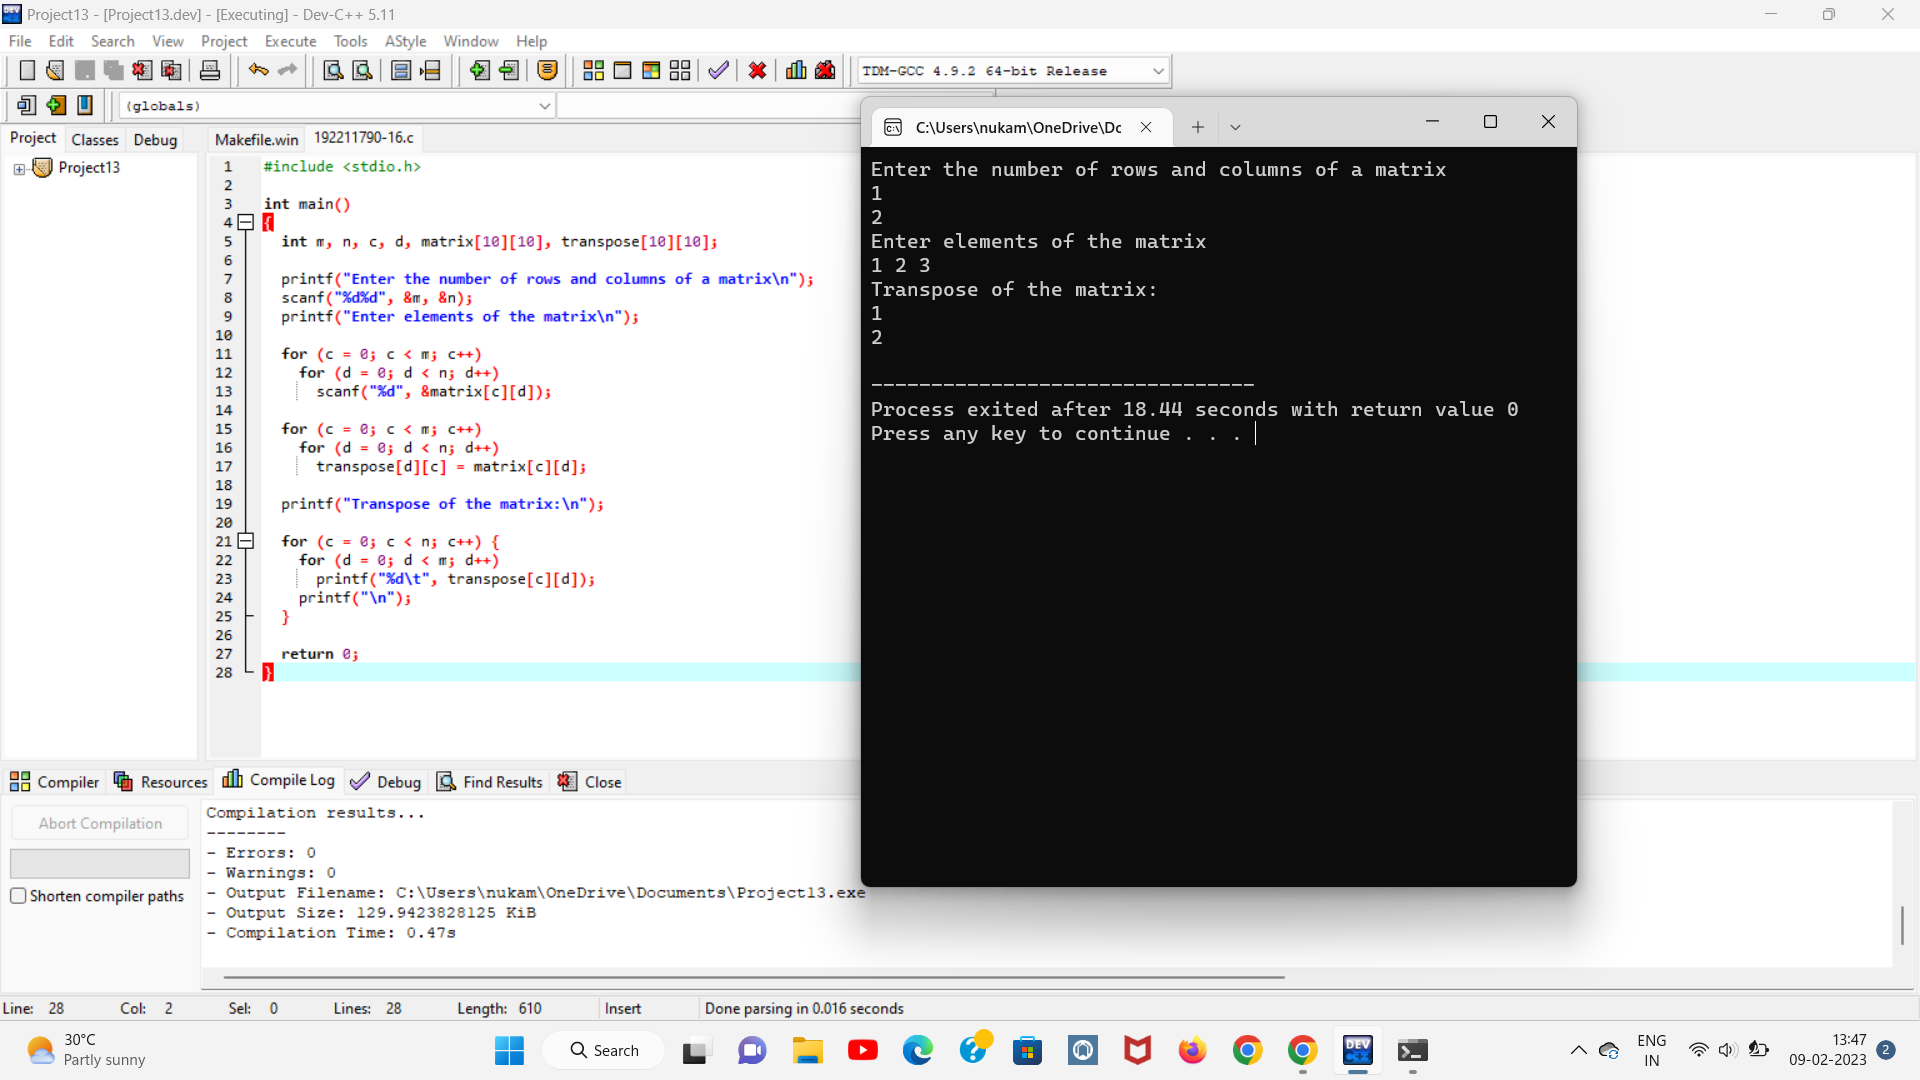 Project13 - [Project13.dev] - [Executing] - Dev-C++ 5.11
File Edit Search View Project Execute Tools AStyle Window Help
TDM-GCC 4.9.2 64-bit Release
(globals)
Project Classes Debug
Makefile.win 192211790-16.c
Project13
1 #include <stdio.h>
2
3 int main()
4 {
5 int m, n, c, d, matrix[10][10], transpose[10][10];
6
7 printf("Enter the number of rows and columns of a matrix\n");
8 scanf("%d%d", &m, &n);
9 printf("Enter elements of the matrix\n");
10
11 for (c = 0; c < m; c++)
12 for (d = 0; d < n; d++)
13 scanf("%d", &matrix[c][d]);
14
15 for (c = 0; c < m; c++)
16 for (d = 0; d < n; d++)
17 transpose[d][c] = matrix[c][d];
18
19 printf("Transpose of the matrix:\n");
20
21 for (c = 0; c < n; c++) {
22 for (d = 0; d < m; d++)
23 printf("%d\t", transpose[c][d]);
24 printf("\n");
25 }
26
27 return 0;
28 }
C:\Users\nukam\OneDrive\Dc
Enter the number of rows and columns of a matrix
1
2
Enter elements of the matrix
1 2 3
Transpose of the matrix:
1
2
--------------------------------
Process exited after 18.44 seconds with return value 0
Press any key to continue . . .
Compiler Resources Compile Log Debug Find Results Close
Abort Compilation
Shorten compiler paths
Compilation results...
--------
- Errors: 0
- Warnings: 0
- Output Filename: C:\Users\nukam\OneDrive\Documents\Project13.exe
- Output Size: 129.9423828125 KiB
- Compilation Time: 0.47s
Line: 28 Col: 2 Sel: 0 Lines: 28 Length: 610 Insert Done parsing in 0.016 seconds
30°C
Partly sunny
Search
DEV
ENG
IN
13:47
09-02-2023
2